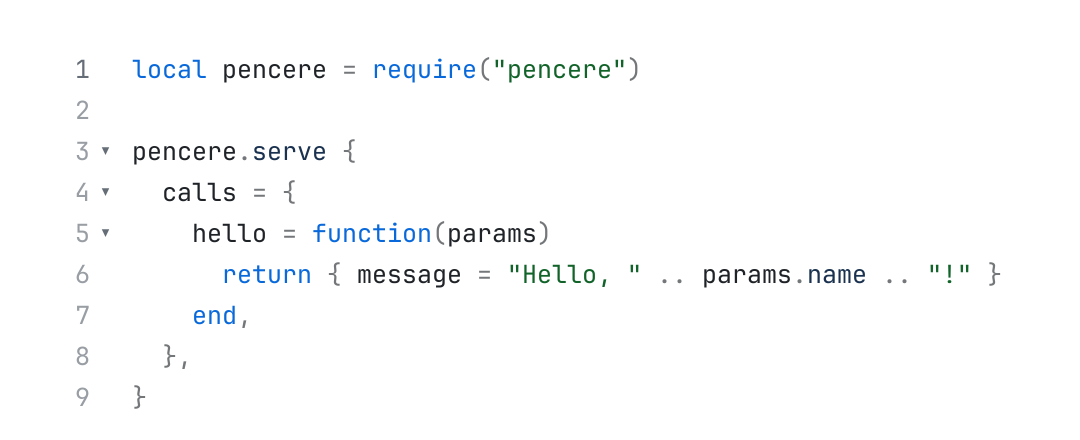 1 local pencere = require("pencere")
2
3 ▾ pencere.serve {
4 ▾   calls = {
5 ▾     hello = function(params)
6       return { message = "Hello, " .. params.name .. "!" }
7     end,
8   },
9 }